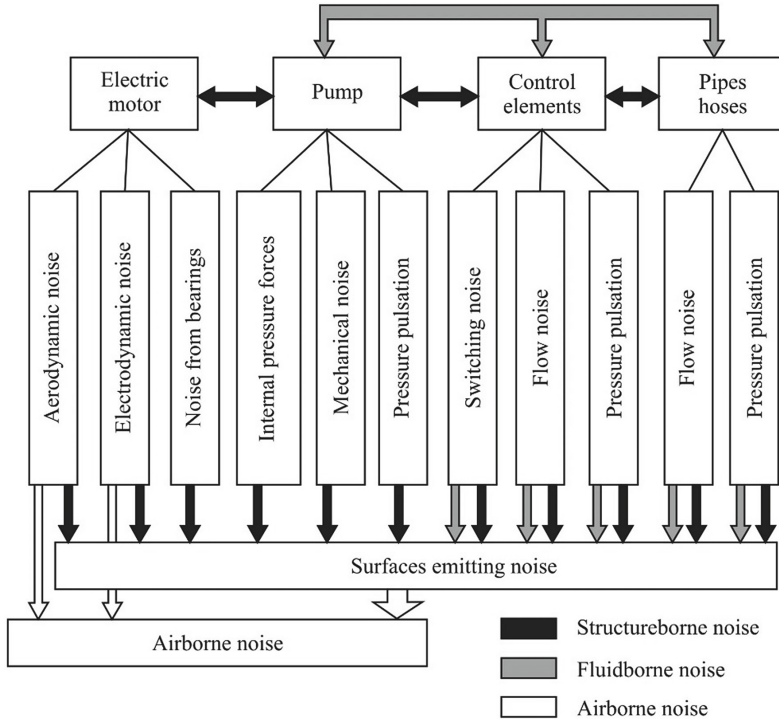 Electric
motor
Pump
Control
elements
Pipes
hoses
Aerodynamic noise
Electrodynamic noise
Noise from bearings
Internal pressure forces
Mechanical noise
Pressure pulsation
Switching noise
Flow noise
Pressure pulsation
Flow noise
Pressure pulsation
Surfaces emitting noise
Airborne noise
Structureborne noise
Fluidborne noise
Airborne noise